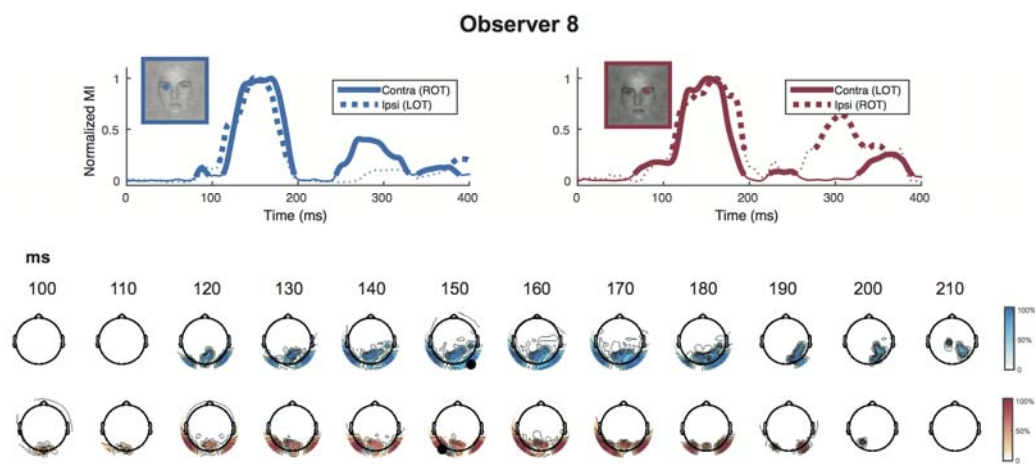 Observer 8
Normalized MI
1
0.5
0
Contra (ROT)
Ipsi (LOT)
0 100 200 300 400
Time (ms)
1
0.5
0
Contra (LOT)
Ipsi (ROT)
0 100 200 300 400
Time (ms)
ms
100 110 120 130 140 150 160 170 180 190 200 210
100%
50%
0
100%
50%
0